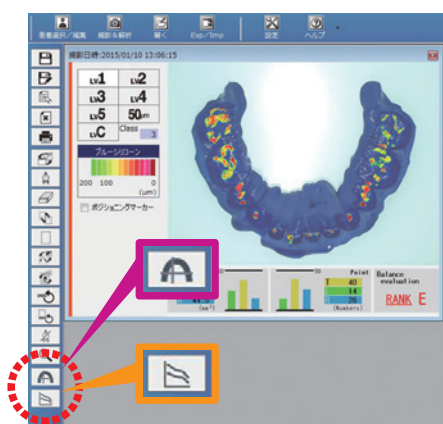 患者選択/編集 撮影&解析 開く Exp/Imp 設定 ヘルプ
撮影日時:2015/01/10 13:06:15
LV1 LV2
LV3 LV4
LV5 50μm
LVC Class 3
ブルーシリコーン
200 100 0
(μm)
ポジショニングマーカー
(mm²)
Point
T 40
14
26
(Numbers)
Balance
evaluation
RANK E